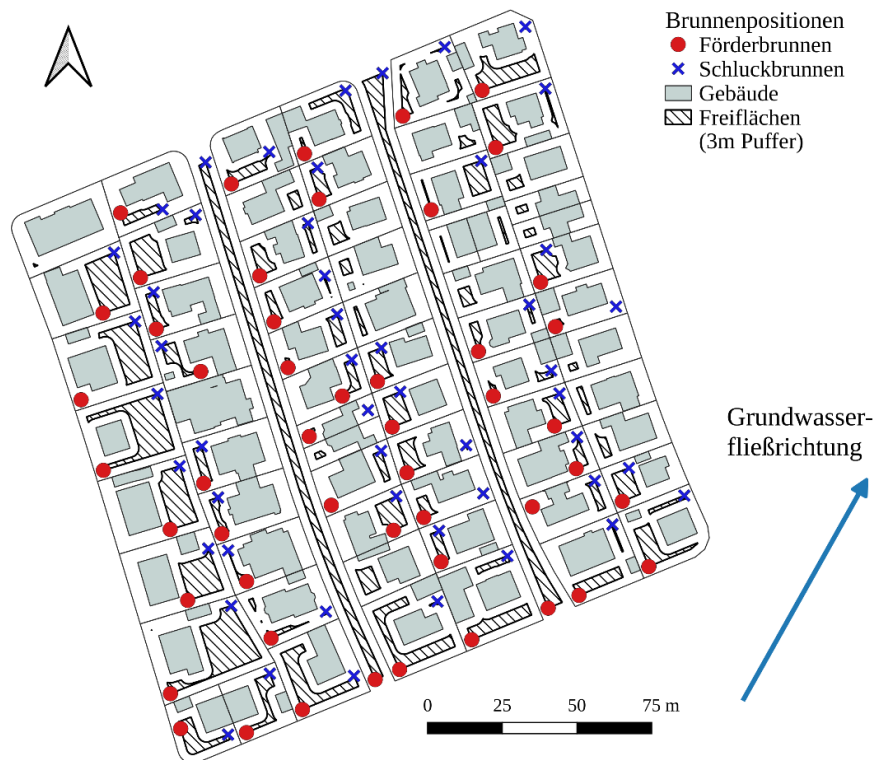 Brunnenpositionen
Förderbrunnen
Schluckbrunnen
Gebäude
Freiflächen
(3m Puffer)
Grundwasser-
fließrichtung
0 25 50 75 m